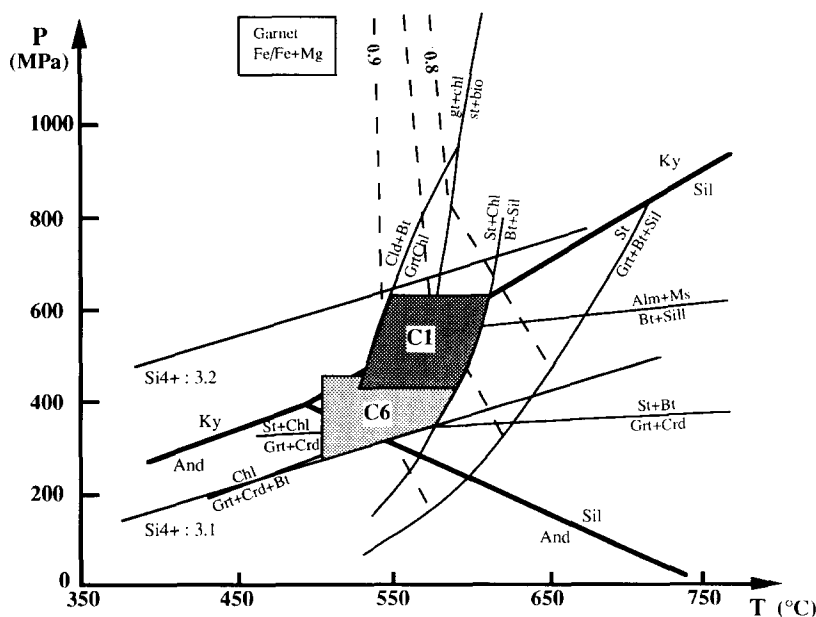 P
(MPa)
Garnet
Fe/Fe+Mg
0.9
0.8
gt+chl
st+bio
1000
Ky
Sil
800
Cld+Bt
GrtChl
St+Chl
Bt+Sil
St
Grt+Bt+Sil
600
Alm+Ms
Bt+Sill
C1
Si4+ : 3.2
400
C6
Ky
And
St+Chl
Grt+Crd
St+Bt
Grt+Crd
Chl
Grt+Crd+Bt
200
Si4+ : 3.1
Sil
And
0
350
450
550
650
750
T (°C)